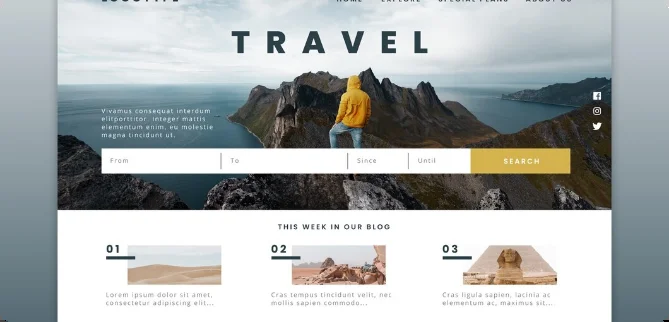 LOGOTYPE
HOME EXPLORE SPECIAL PLANS ABOUT US
TRAVEL
Vivamus consequat interdum
elitporttitor. Integer mattis
elementum enim, eu molestie
magna tincidunt ut.
From To Since Until SEARCH
THIS WEEK IN OUR BLOG
01 02 03
Lorem ipsum dolor sit amet,
consectetur adipiscing elit...
Cras tempus tincidunt velit, nec
mollis sapien commodo...
Cras ligula sapien, lacinia ac
elementum ac, maximus sit...